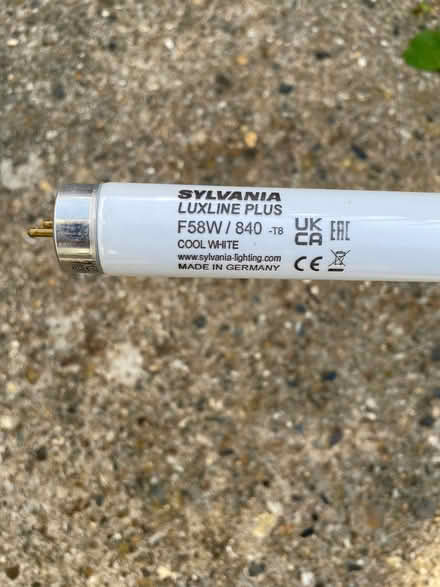 SYLVANIA
LUXLINE PLUS
F58W / 840 -T8
COOL WHITE
www.sylvania-lighting.com
MADE IN GERMANY
UK
CA
EAC
CE